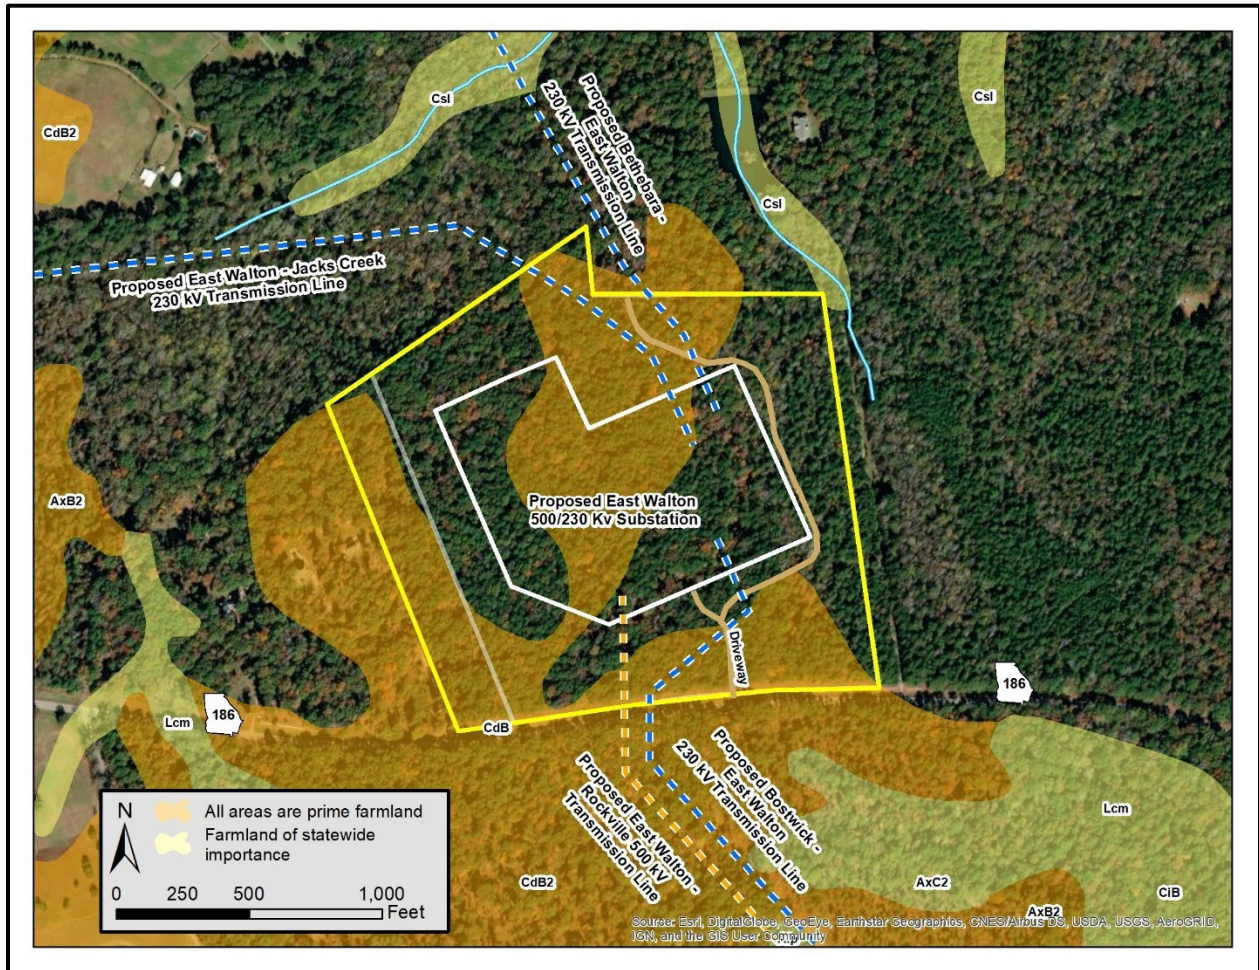 Csl
Csl
CdB2
Proposed Bethebara -
East Walton
230 kV Transmission Line
Csl
Proposed East Walton - Jacks Creek
230 kV Transmission Line
AxB2
Proposed East Walton
500/230 Kv Substation
Driveway
186
186
Lcm
CdB
Proposed East Walton -
Rockville 500 kV
Transmission Line
Proposed Bostwick -
East Walton
230 kV Transmission Line
Lcm
N
All areas are prime farmland
Farmland of statewide
importance
0 250 500 1,000
Feet
CdB2
AxC2
CiB
AxB2
Source: Esri, DigitalGlobe, GeoEye, Earthstar Geographics, CNES/Airbus DS, USDA, USGS, AeroGRID,
IGN, and the GIS User Community